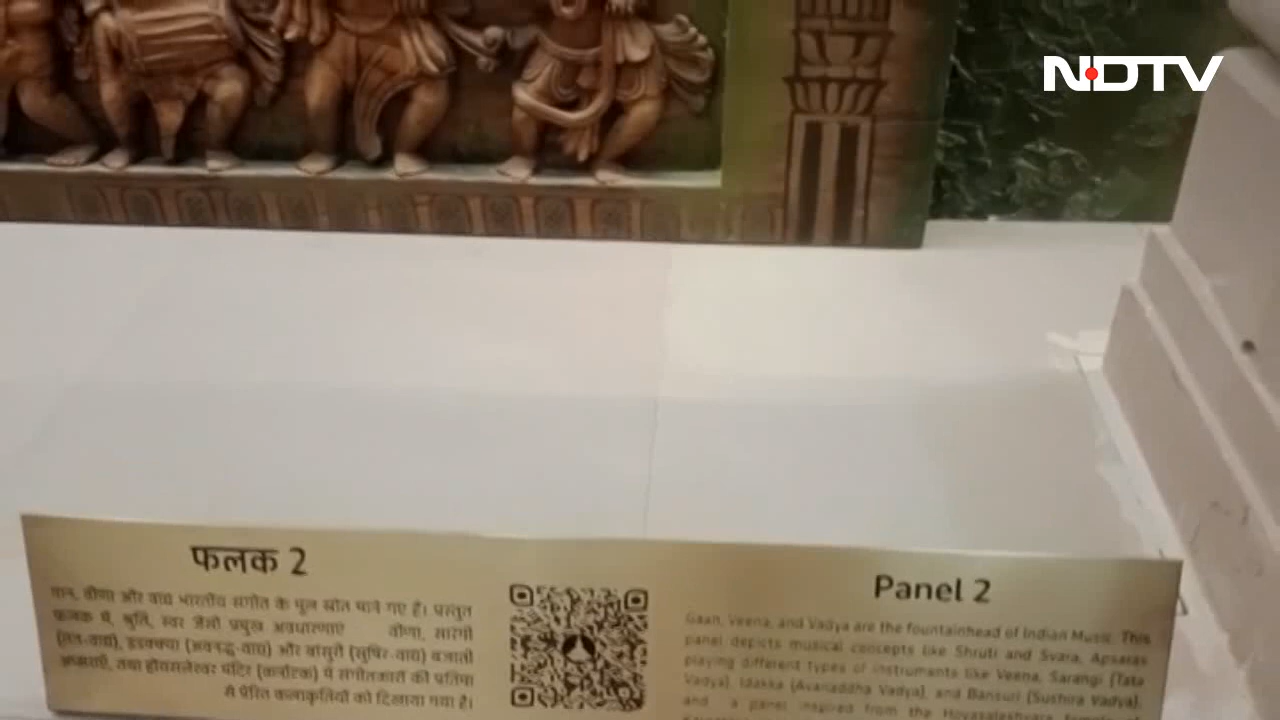 NDTV
फलक 2
गान, वीणा और वाद्य भारतीय संगीत के मूल स्रोत माने गए हैं। प्रस्तुत
फलक में, श्रुति, स्वर जैसी प्रमुख अवधारणाएं वीणा, सारंगी
(तत-वाद्य), इडक्क्या (अवनद्ध-वाद्य) और बांसुरी (सुषिर-वाद्य) बजाती
अप्सराएँ, तथा होयसलेश्वर मंदिर (कर्नाटक) में संगीतकारों की प्रतिमा
से प्रेरित कलाकृतियों को दिखाया गया है।
Panel 2
Gaan, Veena, and Vadya are the fountainhead of Indian Music. This
panel depicts musical concepts like Shruti and Svara, Apsaras
playing different types of instruments like Veena, Sarangi (Tata
Vadya), Idakka (Avanaddha Vadya), and Bansuri (Sushira Vadya),
and a panel inspired from the Hoyasaleshvara